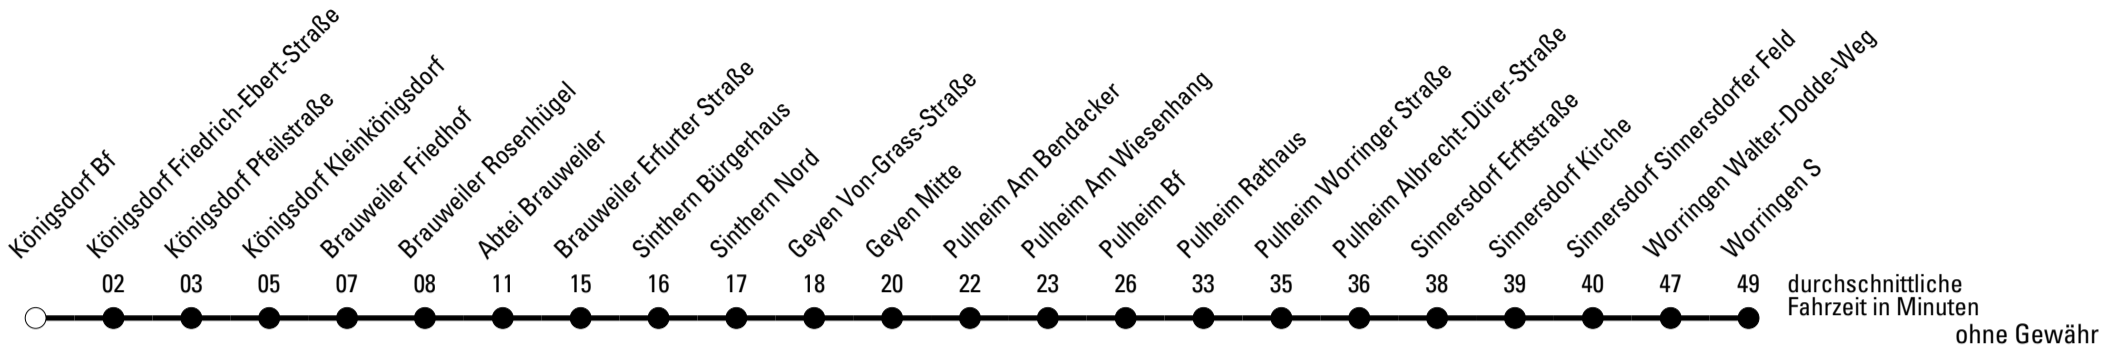 Königsdorf Bf
Königsdorf Friedrich-Ebert-Straße
Königsdorf Pfeilstraße
Königsdorf Kleinkönigsdorf
Brauweiler Friedhof
Brauweiler Rosenhügel
Abtei Brauweiler
Brauweiler Erfurter Straße
Sinthern Bürgerhaus
Sinthern Nord
Geyen Von-Grass-Straße
Geyen Mitte
Pulheim Am Bendacker
Pulheim Am Wiesenhang
Pulheim Bf
Pulheim Rathaus
Pulheim Worringer Straße
Pulheim Albrecht-Dürer-Straße
Sinnersdorf Erftstraße
Sinnersdorf Kirche
Sinnersdorf Sinnersdorfer Feld
Worringen Walter-Dodde-Weg
Worringen S
02 03 05 07 08 11 15 16 17 18 20 22 23 26 33 35 36 38 39 40 47 49
durchschnittliche
Fahrzeit in Minuten
ohne Gewähr